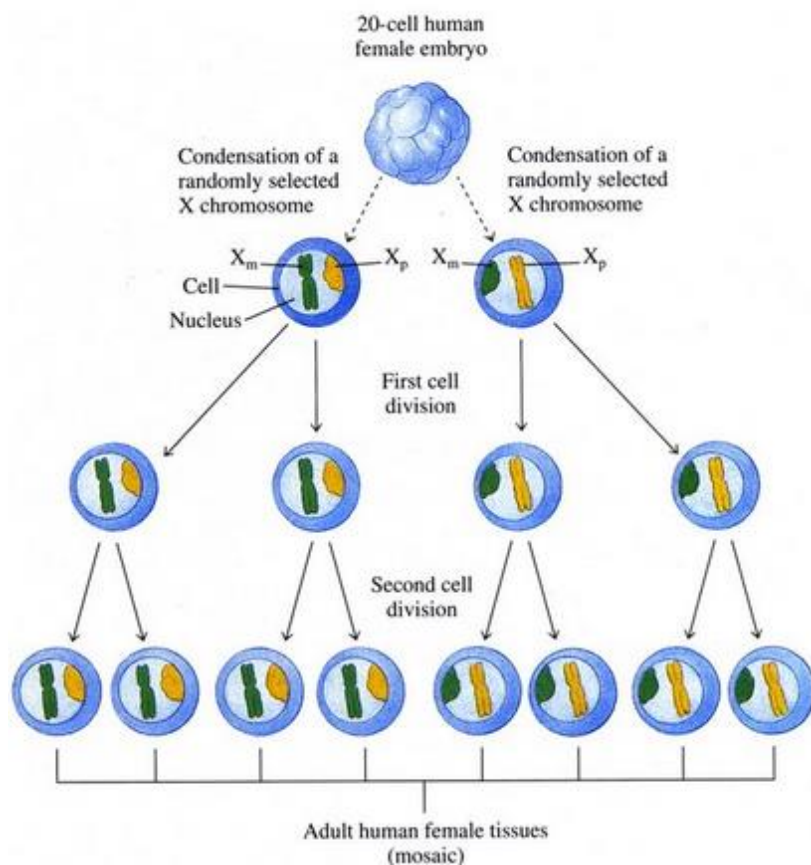 20-cell human
female embryo
Condensation of a
randomly selected
X chromosome
Condensation of a
randomly selected
X chromosome
Xm
Xp
Xm
Xp
Cell
Nucleus
First cell
division
Second cell
division
Adult human female tissues
(mosaic)